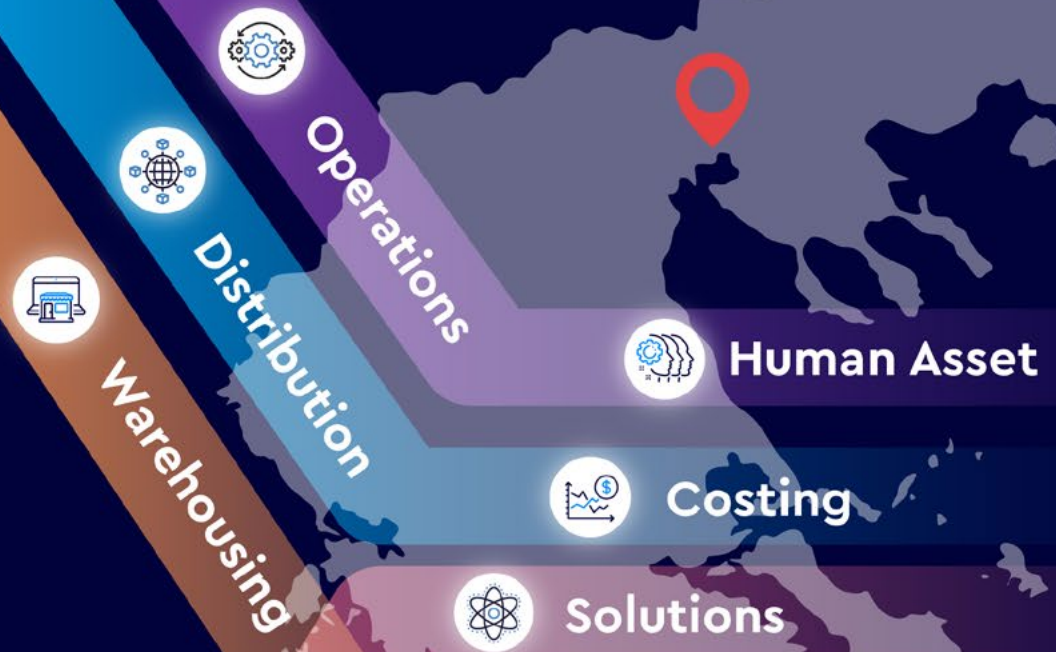 Operations
Distribution
Warehousing
Human Asset
Costing
Solutions
$